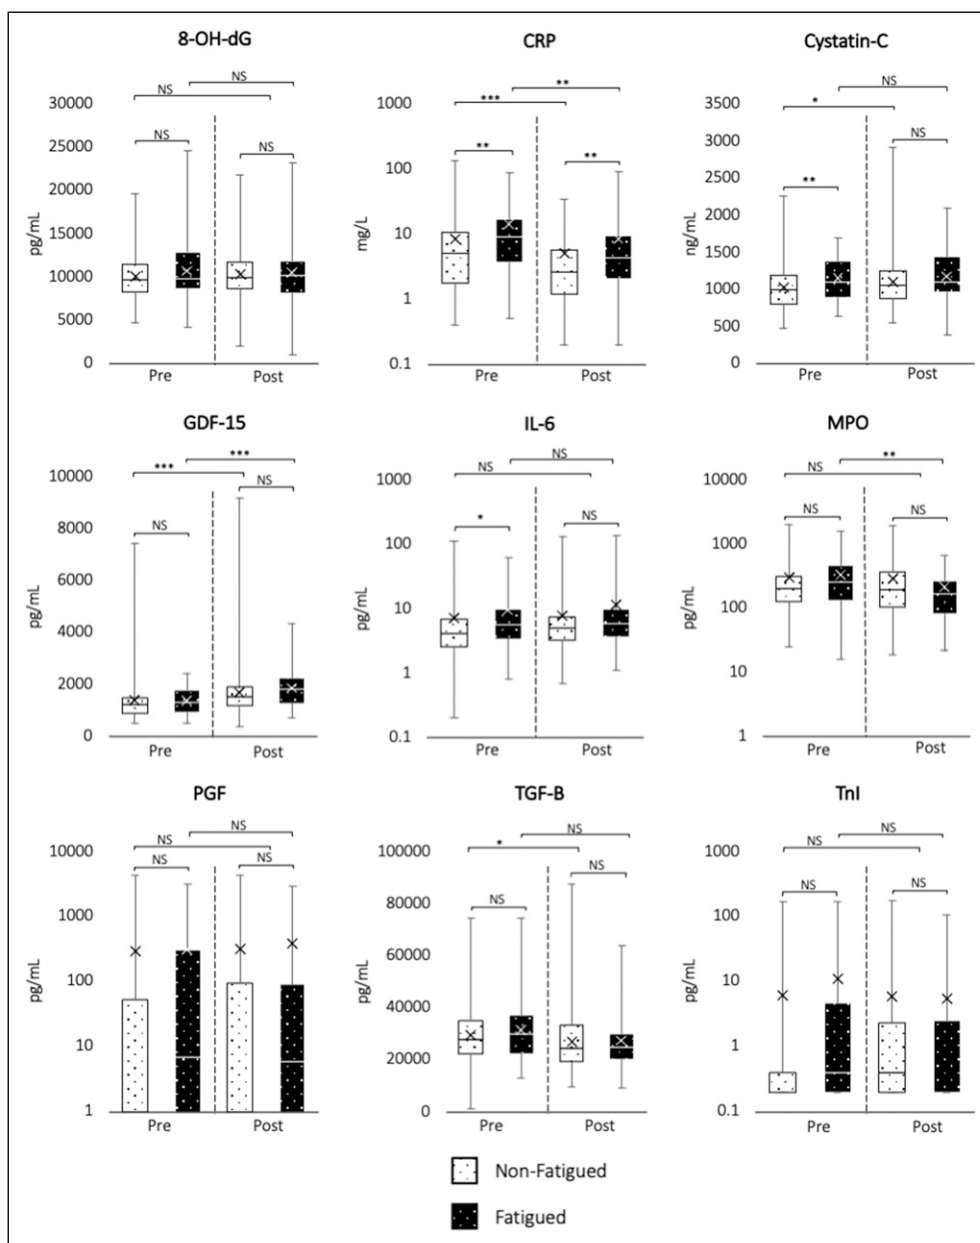 8-OH-dG
NS
NS
NS
NS
30000
25000
20000
15000
10000
5000
0
pg/mL
Pre
Post
CRP
**
***
**
**
1000
100
10
1
0.1
mg/L
Pre
Post
Cystatin-C
NS
*
NS
**
3500
3000
2500
2000
1500
1000
500
0
ng/mL
Pre
Post
GDF-15
***
***
NS
NS
10000
8000
6000
4000
2000
0
pg/mL
Pre
Post
IL-6
NS
NS
*
NS
1000
100
10
1
0.1
pg/mL
Pre
Post
MPO
**
NS
NS
NS
10000
1000
100
10
1
pg/mL
Pre
Post
PGF
NS
NS
NS
NS
10000
1000
100
10
1
pg/mL
Pre
Post
TGF-B
NS
*
NS
NS
100000
80000
60000
40000
20000
0
pg/mL
Pre
Post
TnI
NS
NS
NS
NS
1000
100
10
1
0.1
pg/mL
Pre
Post
Non-Fatigued
Fatigued